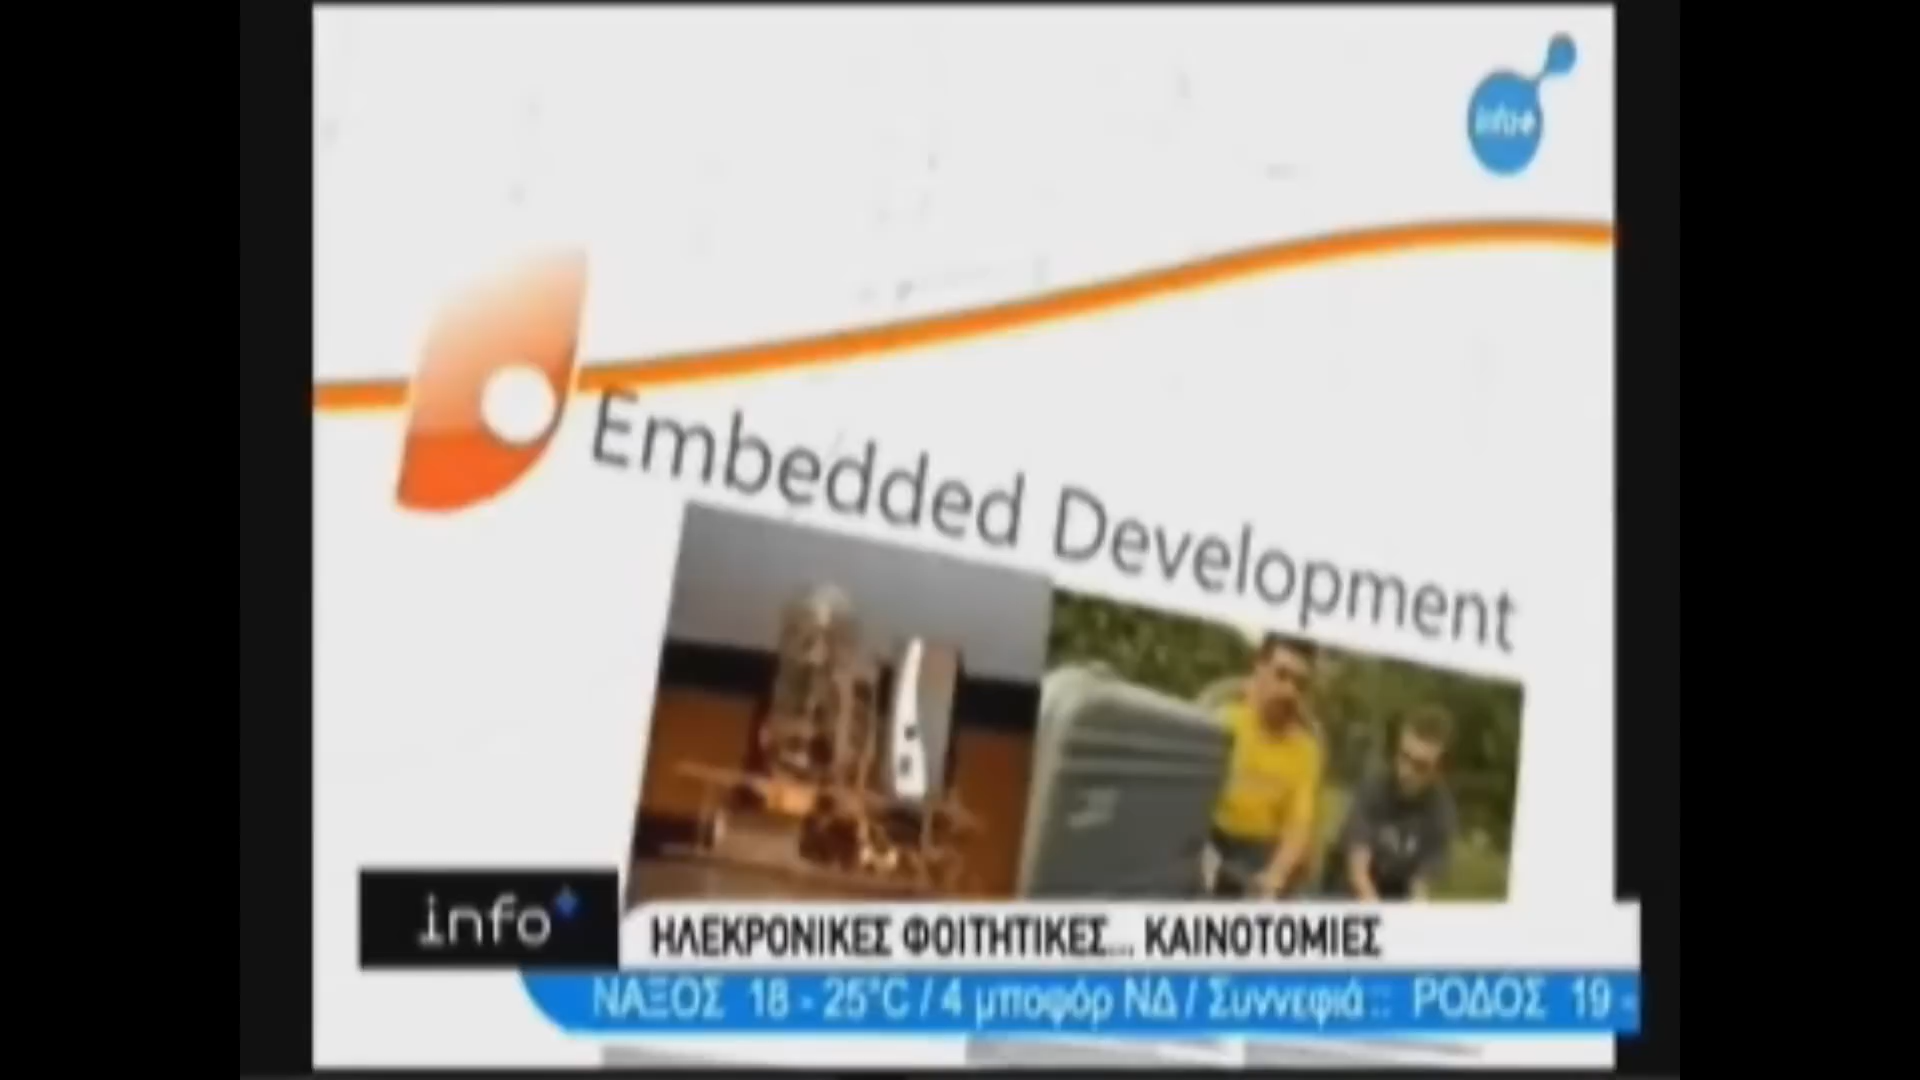 info+
Embedded Development
info+
ΗΛΕΚΡΟΝΙΚΕΣ ΦΟΙΤΗΤΙΚΕΣ... ΚΑΙΝΟΤΟΜΙΕΣ
ΝΑΞΟΣ 18 - 25°C / 4 μποφόρ ΝΔ / Συννεφιά :: ΡΟΔΟΣ 19 -